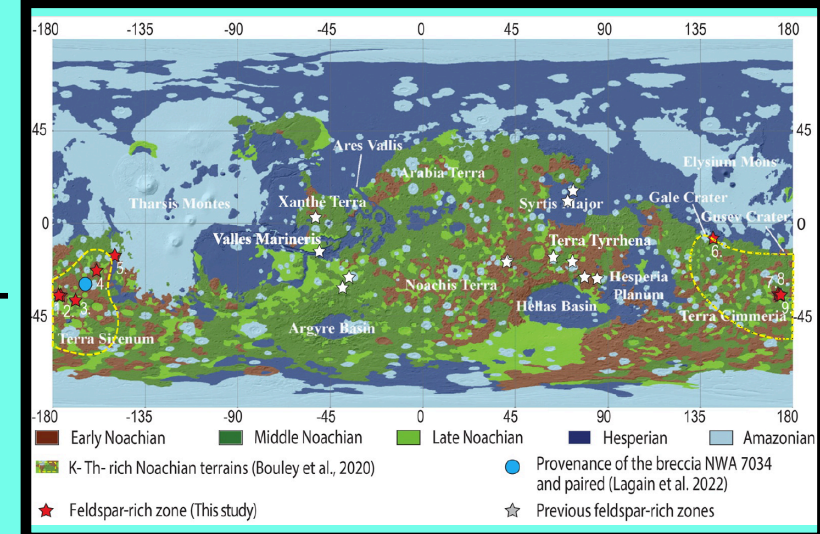 -180 -135 -90 -45 0 45 90 135 180
45 45
Ares Vallis
Elysium Mons
Arabia Terra
Tharsis Montes
Xanthe Terra
Syrtis Major
Gale Crater
Gusev Crater
0 0
Valles Marineris
Terra Tyrrhena
6.
5.
4.
Noachis Terra
Hesperia
Planum
7. 8.
2. 3.
Hellas Basin
9
-45 45
Terra Sirenum
Argyre Basin
Terra Cimmeria
-180 -135 -90 -45 0 45 90 135 180
Early Noachian Middle Noachian Late Noachian Hesperian Amazonian
K- Th- rich Noachian terrains (Bouley et al., 2020)
Provenance of the breccia NWA 7034
and paired (Lagain et al. 2022)
Feldspar-rich zone (This study)
Previous feldspar-rich zones